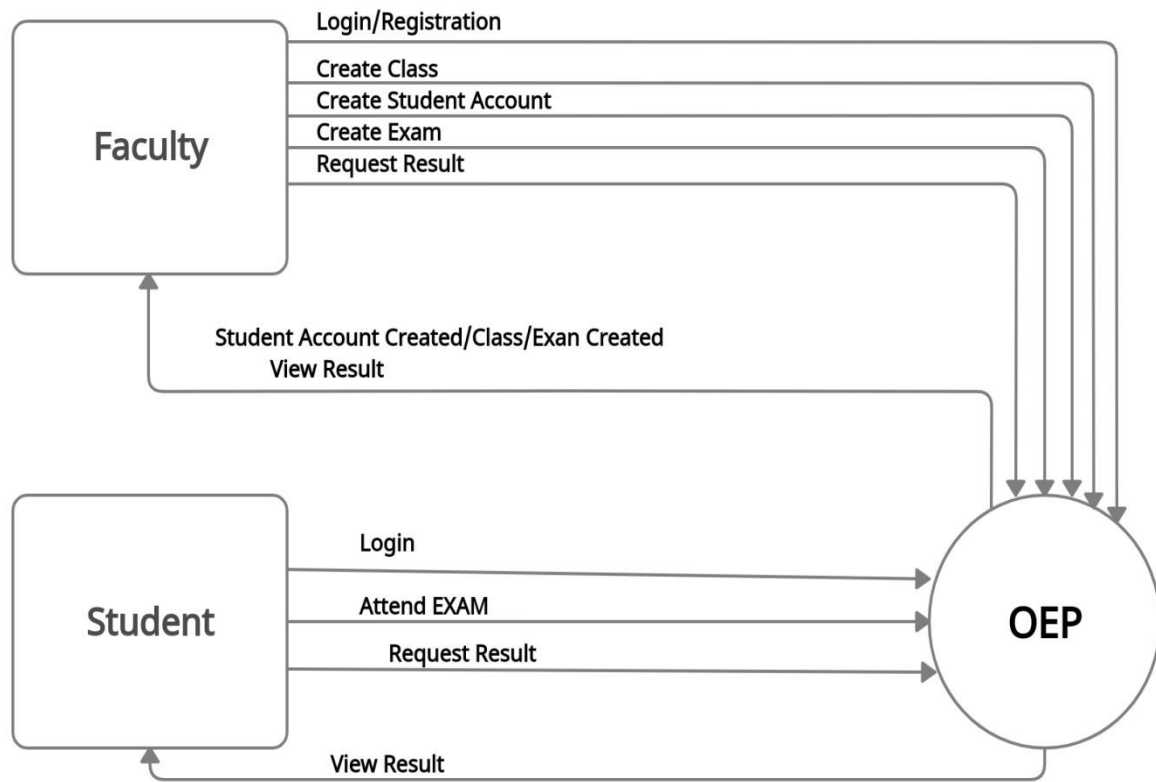 Login/Registration
Create Class
Create Student Account
Create Exam
Request Result
Faculty
Student Account Created/Class/Exan Created
View Result
Login
Attend EXAM
Request Result
Student
OEP
View Result